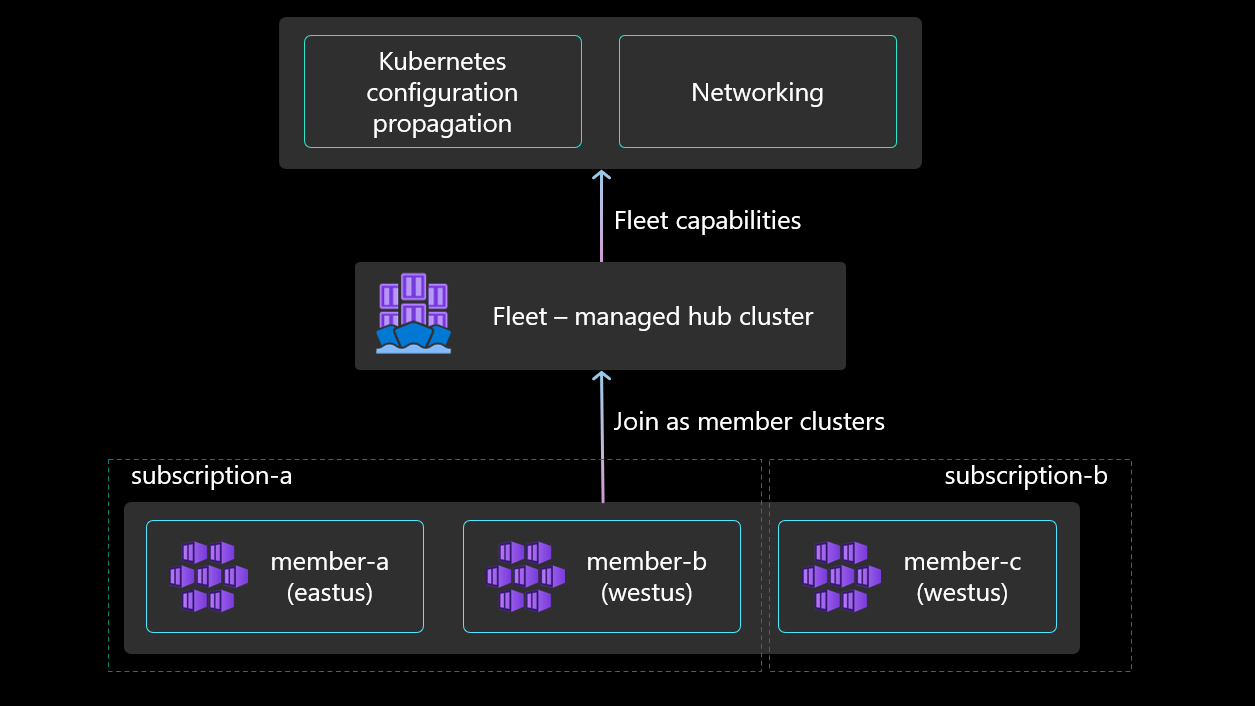 Kubernetes
configuration
propagation
Networking
Fleet capabilities
Fleet – managed hub cluster
Join as member clusters
subscription-a
subscription-b
member-a
(eastus)
member-b
(westus)
member-c
(westus)